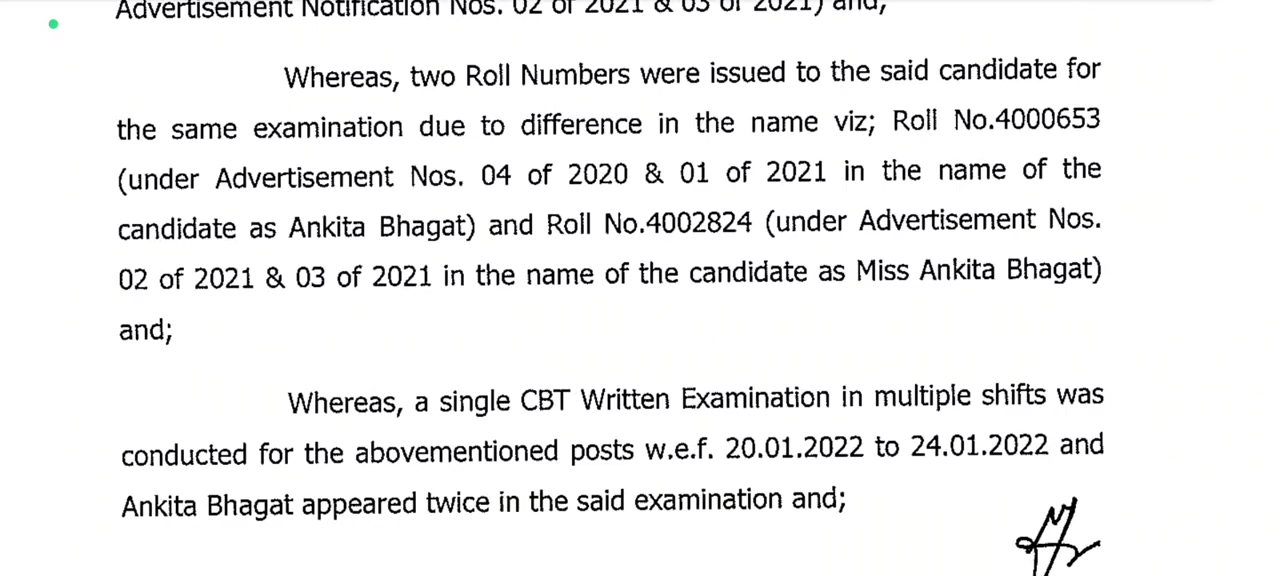 Advertisement Notification Nos. 02 of 2021 & 03 of 2021) and;
Whereas, two Roll Numbers were issued to the said candidate for
the same examination due to difference in the name viz; Roll No.4000653
(under Advertisement Nos. 04 of 2020 & 01 of 2021 in the name of the
candidate as Ankita Bhagat) and Roll No.4002824 (under Advertisement Nos.
02 of 2021 & 03 of 2021 in the name of the candidate as Miss Ankita Bhagat)
and;
Whereas, a single CBT Written Examination in multiple shifts was
conducted for the abovementioned posts w.e.f. 20.01.2022 to 24.01.2022 and
Ankita Bhagat appeared twice in the said examination and;